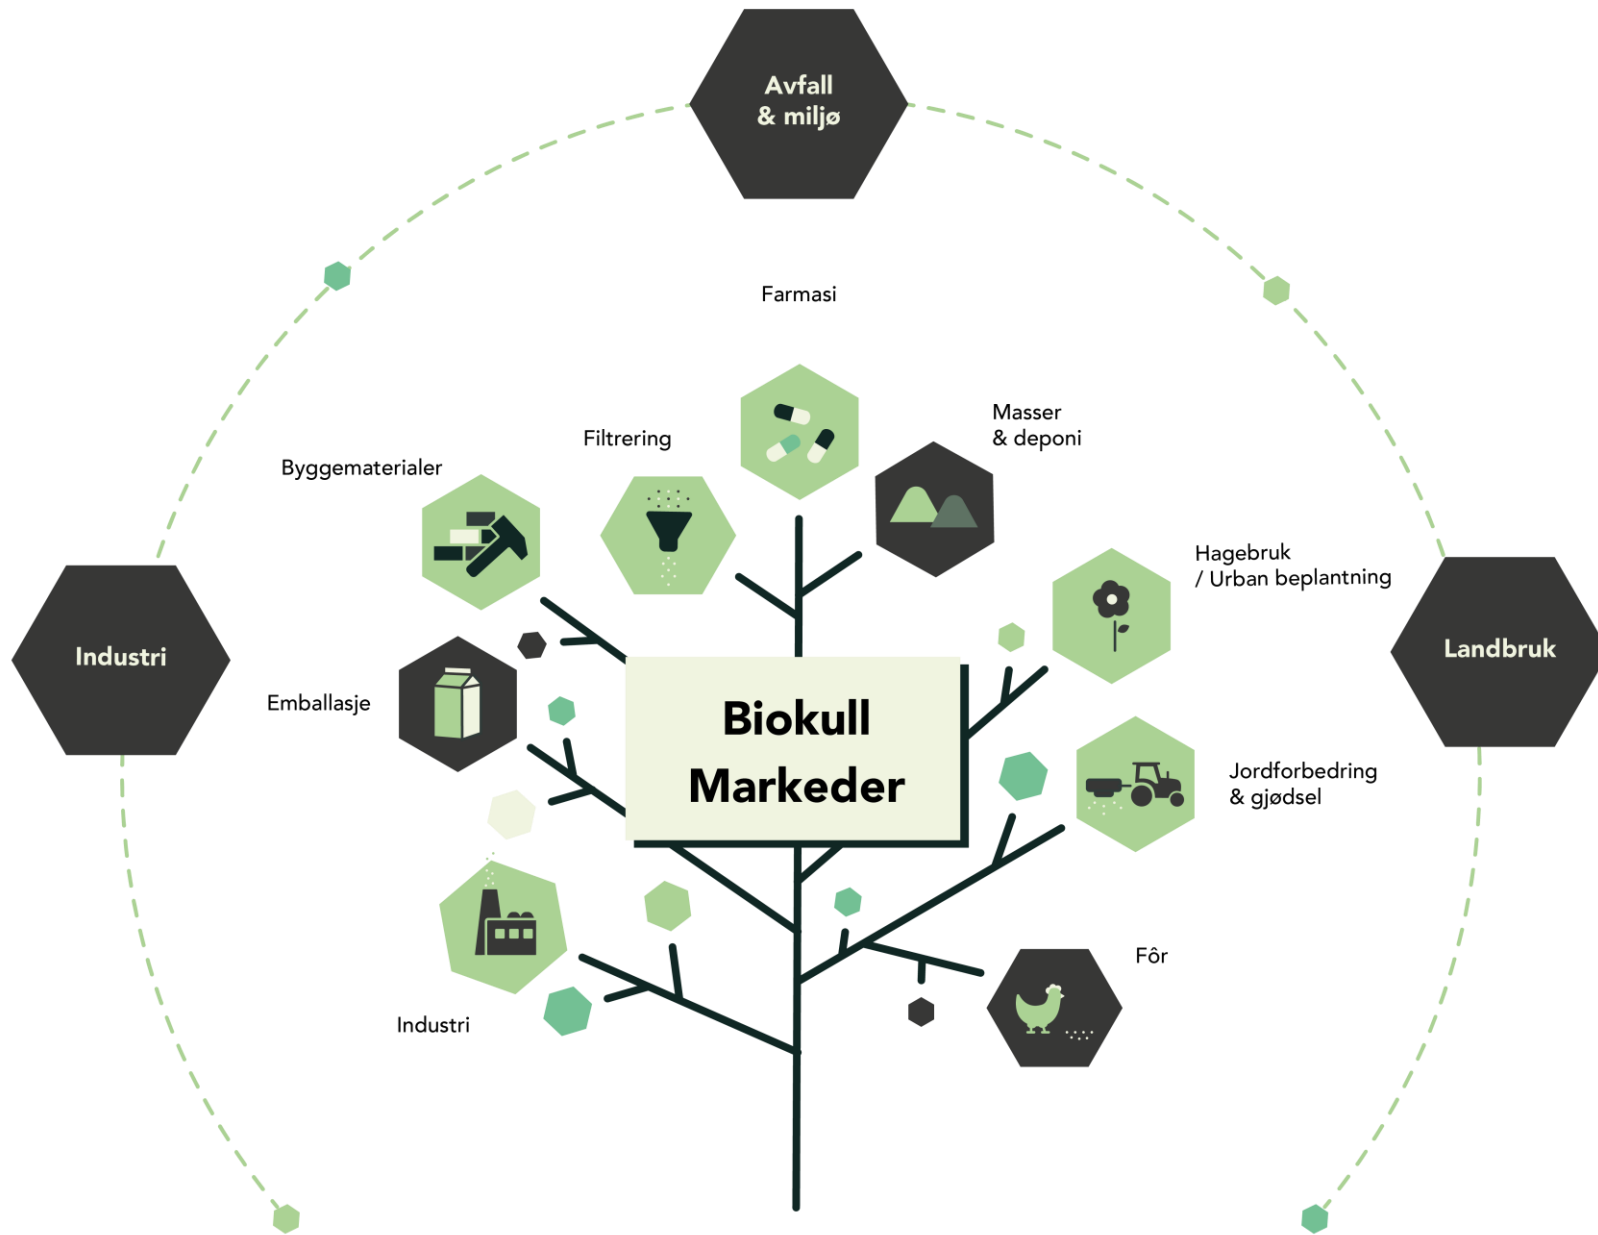 Avfall
& miljø
Farmasi
Masser
& deponi
Filtrering
Byggematerialer
Hagebruk
/ Urban beplantning
Industri
Landbruk
Emballasje
Biokull
Markeder
Jordforbedring
& gjødsel
Fôr
Industri